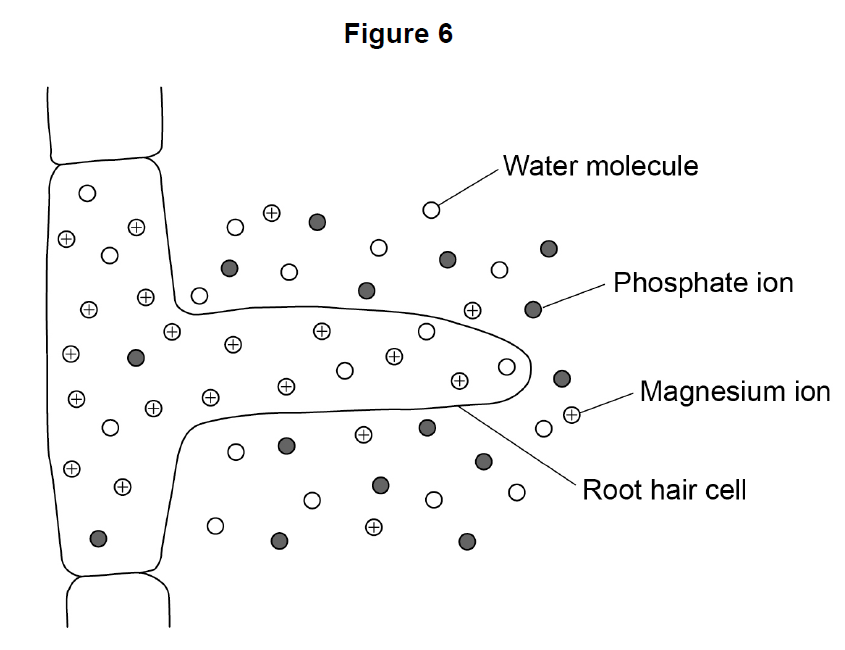 Figure 6
Water molecule
Phosphate ion
Magnesium ion
Root hair cell